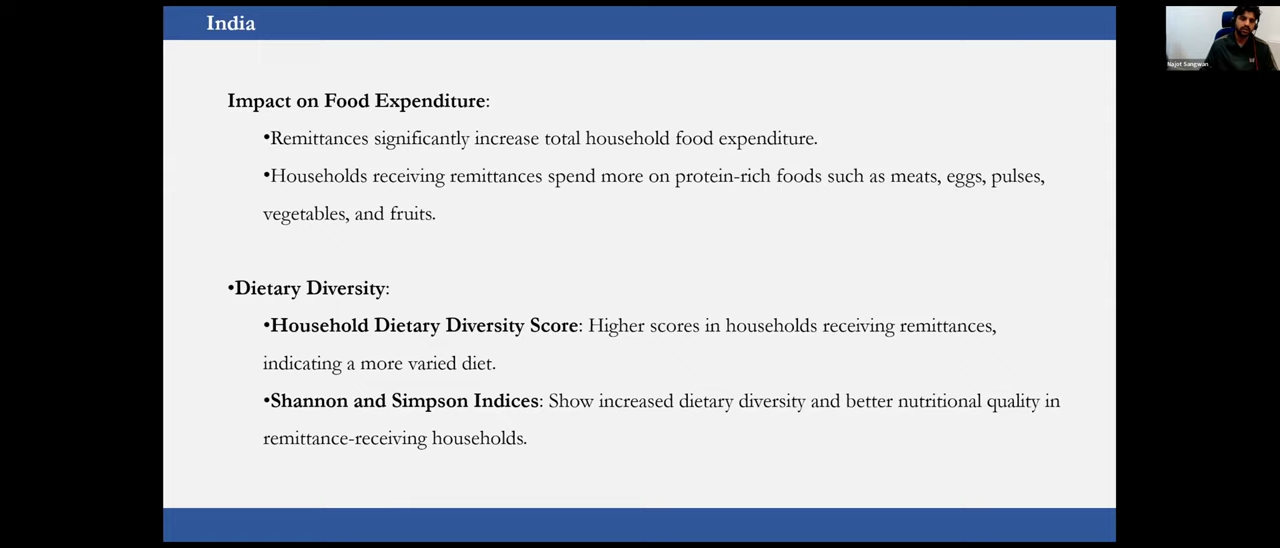 India
Najot Sangwan
Impact on Food Expenditure:
•Remittances significantly increase total household food expenditure.
•Households receiving remittances spend more on protein-rich foods such as meats, eggs, pulses,
vegetables, and fruits.
•Dietary Diversity:
•Household Dietary Diversity Score: Higher scores in households receiving remittances,
indicating a more varied diet.
•Shannon and Simpson Indices: Show increased dietary diversity and better nutritional quality in
remittance-receiving households.